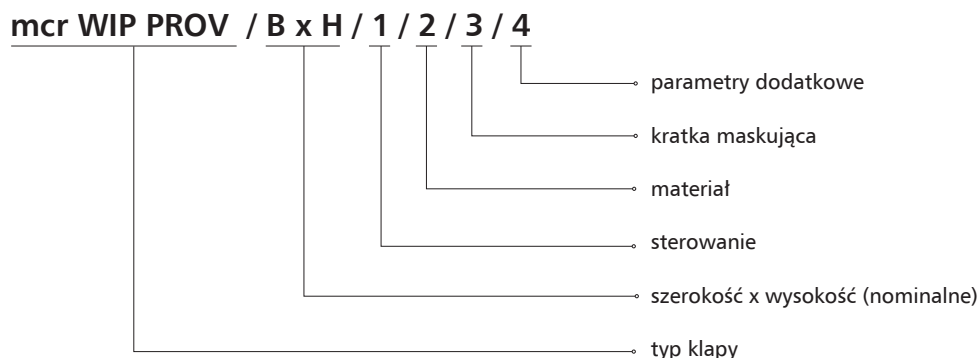 mcr WIP PROV / B x H / 1 / 2 / 3 / 4
parametry dodatkowe
kratka maskująca
materiał
sterowanie
szerokość x wysokość (nominalne)
typ klapy